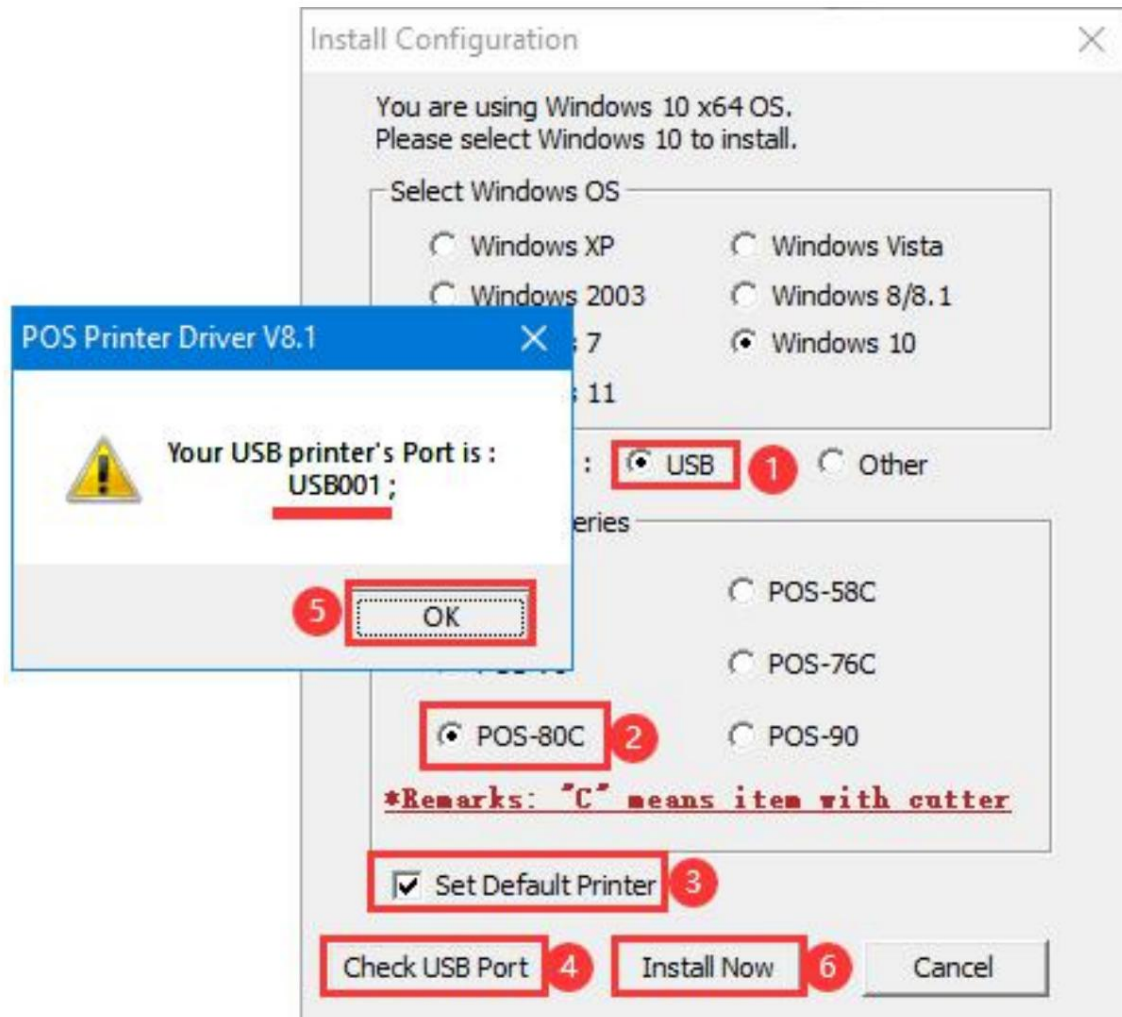 Install Configuration
You are using Windows 10 x64 OS.
Please select Windows 10 to install.
Select Windows OS
Windows XP
Windows Vista
Windows 2003
Windows 8/8.1
7
Windows 10
11
POS Printer Driver V8.1
Your USB printer's Port is :
USB001 ;
5
OK
: USB
1
Other
eries
POS-58C
POS-76C
POS-80C
2
POS-90
*Remarks: "C" means item with cutter
Set Default Printer
3
Check USB Port
4
Install Now
6
Cancel